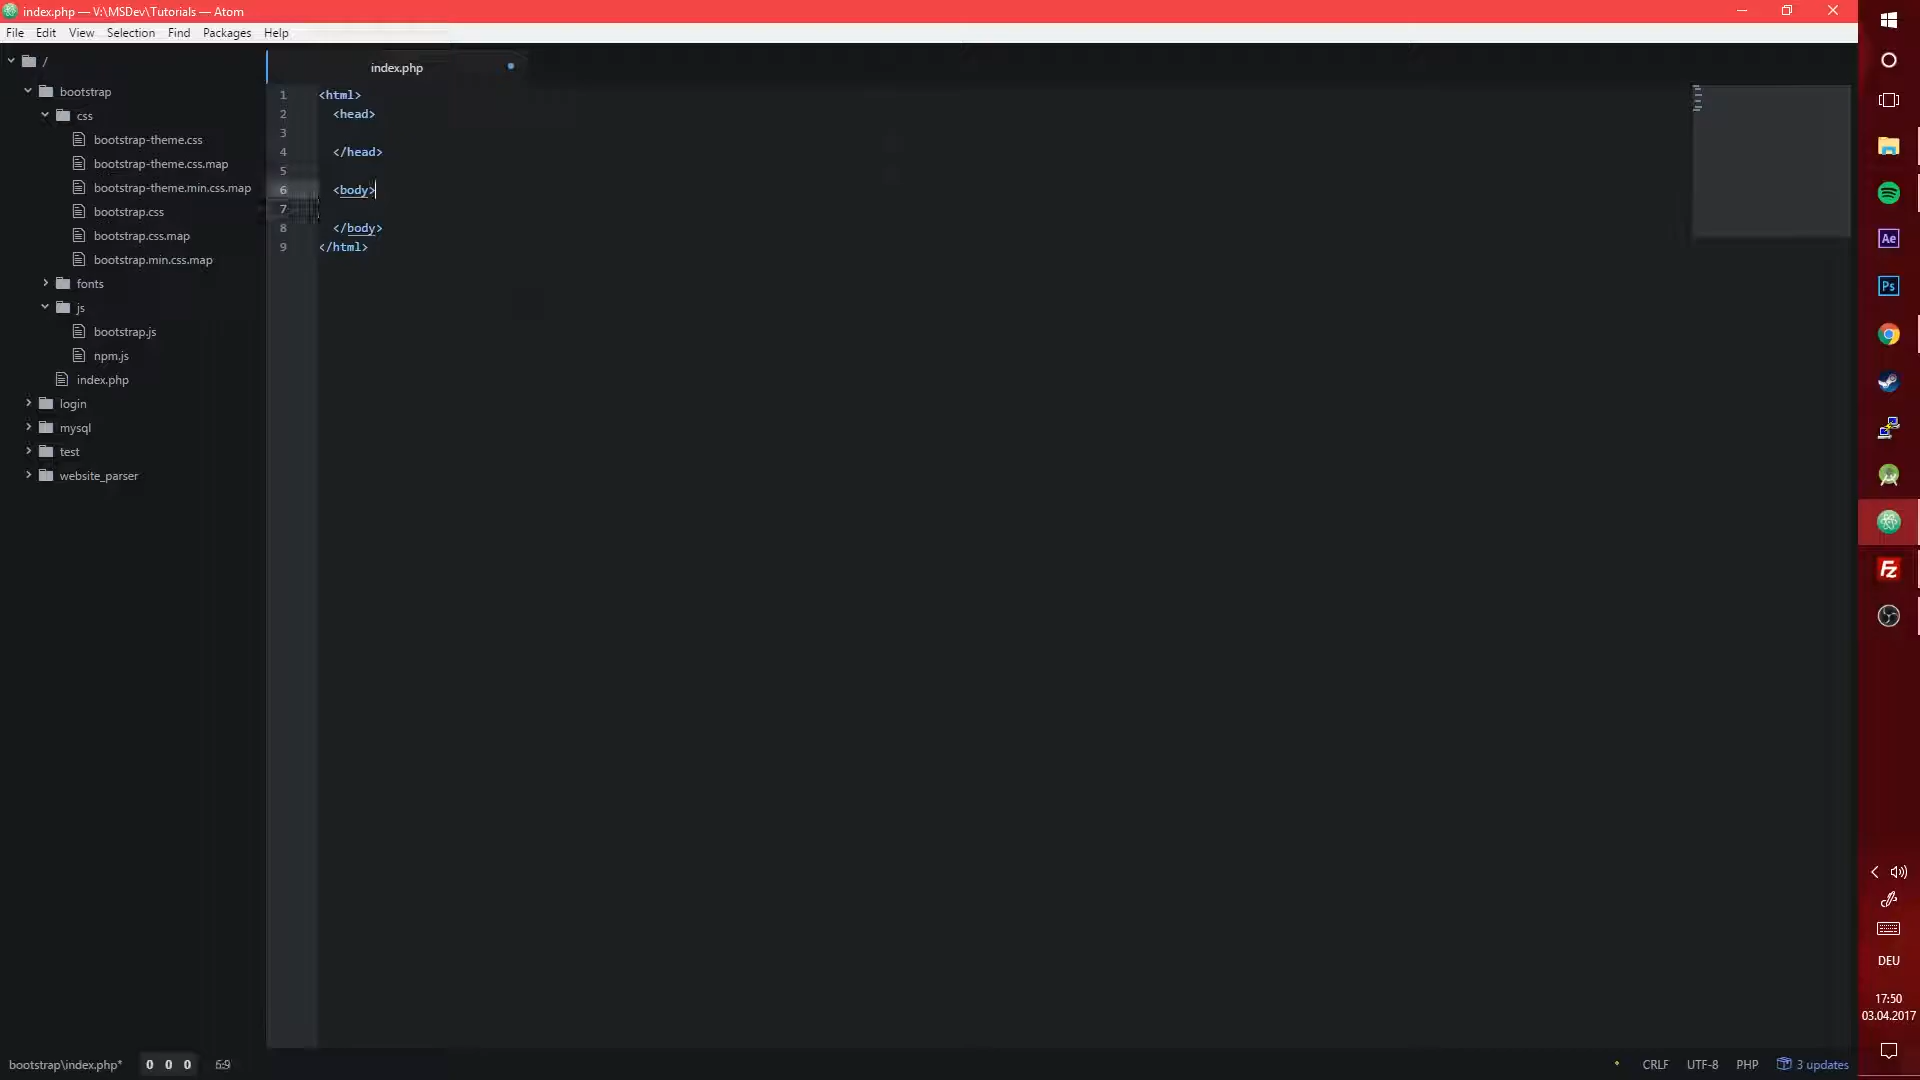 index.php — V:\MSDev\Tutorials — Atom
File Edit View Selection Find Packages Help
/
bootstrap
css
bootstrap-theme.css
bootstrap-theme.css.map
bootstrap-theme.min.css.map
bootstrap.css
bootstrap.css.map
bootstrap.min.css.map
fonts
js
bootstrap.js
npm.js
index.php
login
mysql
test
website_parser
index.php
1 <html>
2 <head>
3
4 </head>
5
6 <body>
7
8 </body>
9 </html>
Ae
Ps
Fz
DEU
17:50
03.04.2017
bootstrap\index.php* 0 0 0 6:9
CRLF UTF-8 PHP 3 updates